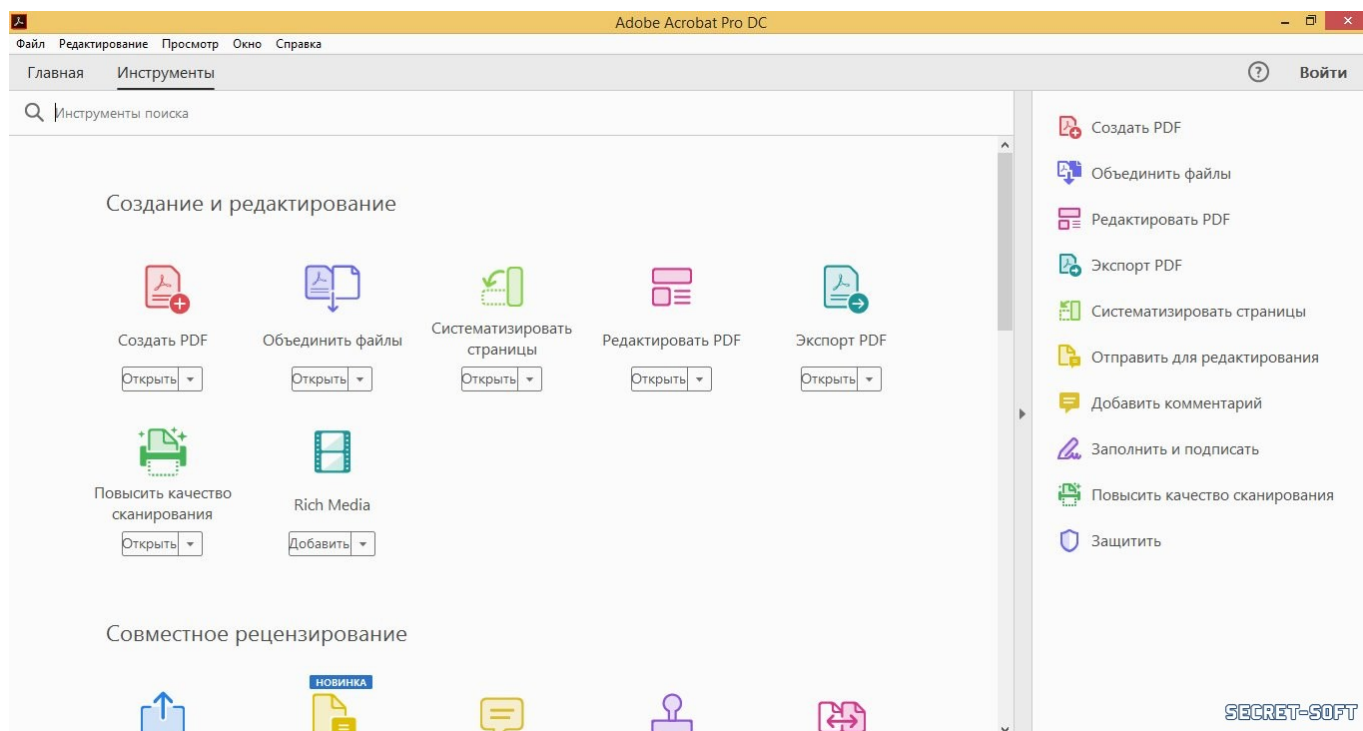 Adobe Acrobat Pro DC
Файл Редактирование Просмотр Окно Справка
Главная Инструменты
? Войти
Инструменты поиска
Создание и редактирование
Создать PDF
Открыть
Объединить файлы
Открыть
Систематизировать
страницы
Открыть
Редактировать PDF
Открыть
Экспорт PDF
Открыть
Повысить качество
сканирования
Открыть
Rich Media
Добавить
Совместное рецензирование
НОВИНКА
Создать PDF
Объединить файлы
Редактировать PDF
Экспорт PDF
Систематизировать страницы
Отправить для редактирования
Добавить комментарий
Заполнить и подписать
Повысить качество сканирования
Защитить
SECRET-SOFT